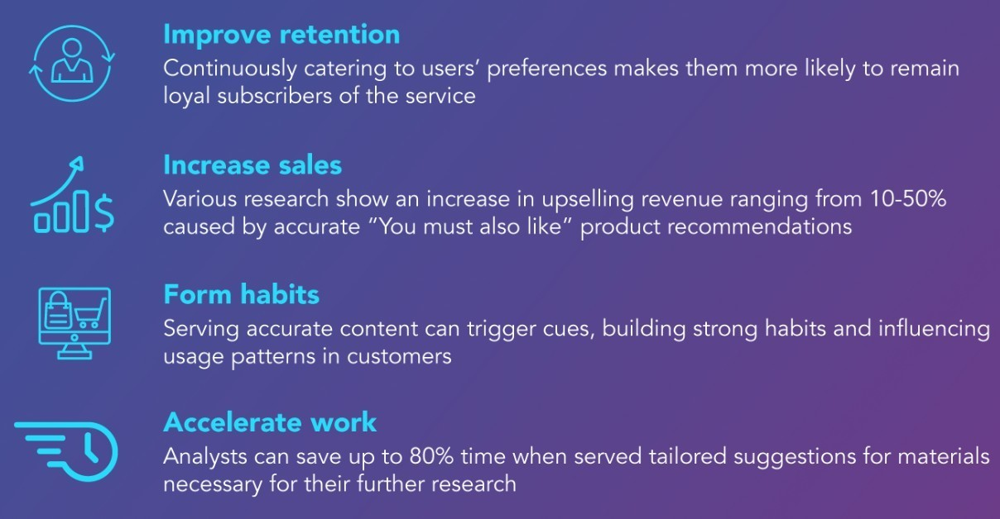 Improve retention
Continuously catering to users’ preferences makes them more likely to remain
loyal subscribers of the service
Increase sales
Various research show an increase in upselling revenue ranging from 10-50%
caused by accurate “You must also like” product recommendations
Form habits
Serving accurate content can trigger cues, building strong habits and influencing
usage patterns in customers
Accelerate work
Analysts can save up to 80% time when served tailored suggestions for materials
necessary for their further research